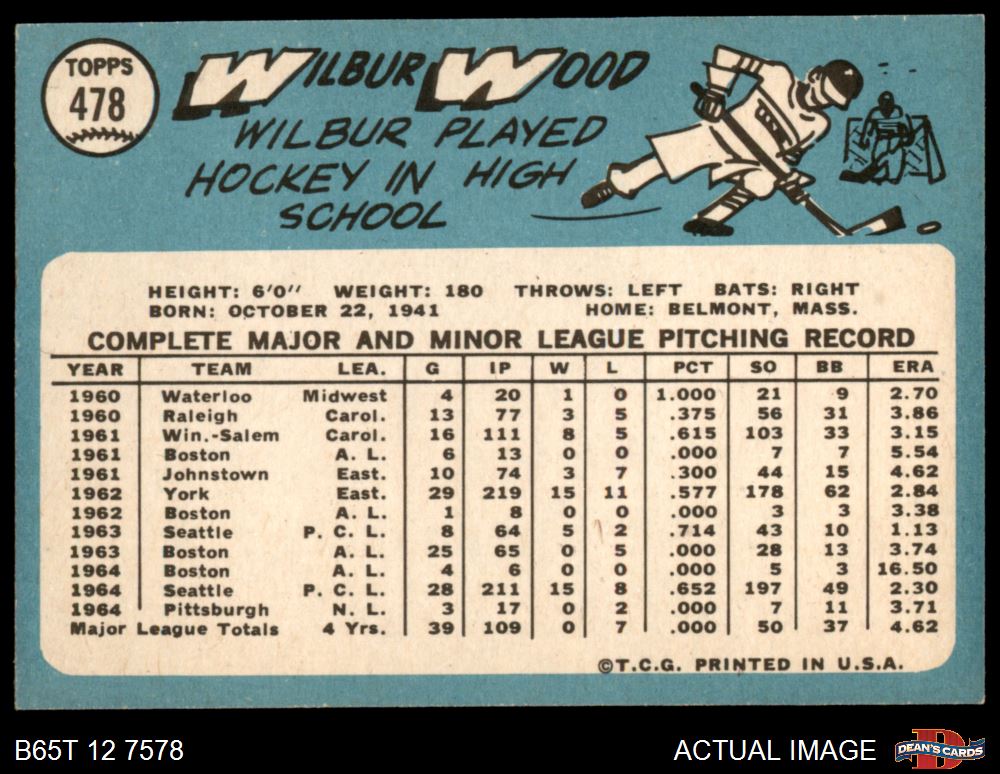 TOPPS
478
WILBUR WOOD
WILBUR PLAYED
HOCKEY IN HIGH
SCHOOL
HEIGHT: 6'0" WEIGHT: 180 THROWS: LEFT BATS: RIGHT
BORN: OCTOBER 22, 1941 HOME: BELMONT, MASS.
COMPLETE MAJOR AND MINOR LEAGUE PITCHING RECORD
YEAR TEAM LEA. G IP W L PCT SO BB ERA
1960 Waterloo Midwest 4 20 1 0 1.000 21 9 2.70
1960 Raleigh Carol. 13 77 3 5 .375 56 31 3.86
1961 Win.-Salem Carol. 16 111 8 5 .615 103 33 3.15
1961 Boston A. L. 6 13 0 0 .000 7 7 5.54
1961 Johnstown East. 10 74 3 7 .300 44 15 4.62
1962 York East. 29 219 15 11 .577 178 62 2.84
1962 Boston A. L. 1 8 0 0 .000 3 3 3.38
1963 Seattle P. C. L. 8 64 5 2 .714 43 10 1.13
1963 Boston A. L. 25 65 0 5 .000 28 13 3.74
1964 Boston A. L. 4 6 0 0 .000 5 3 16.50
1964 Seattle P. C. L. 28 211 15 8 .652 197 49 2.30
1964 Pittsburgh N. L. 3 17 0 2 .000 7 11 3.71
Major League Totals 4 Yrs. 39 109 0 7 .000 50 37 4.62
©T.C.G. PRINTED IN U.S.A.
B65T 12 7578 ACTUAL IMAGE
D
DEAN'S CARDS